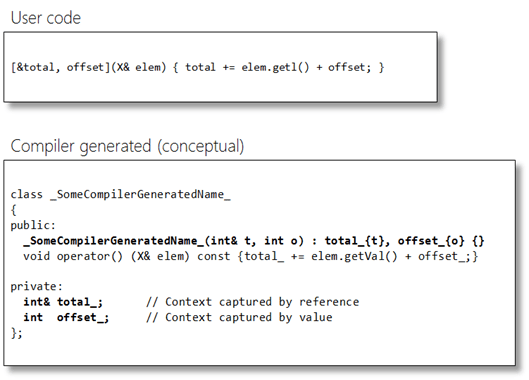 User code
[&total, offset](X& elem) { total += elem.getl() + offset; }
Compiler generated (conceptual)
class _SomeCompilerGeneratedName_
{
public:
_SomeCompilerGeneratedName_(int& t, int o) : total_{t}, offset_{o} {}
void operator() (X& elem) const {total_ += elem.getVal() + offset_;}
private:
int& total_; // Context captured by reference
int offset_; // Context captured by value
};